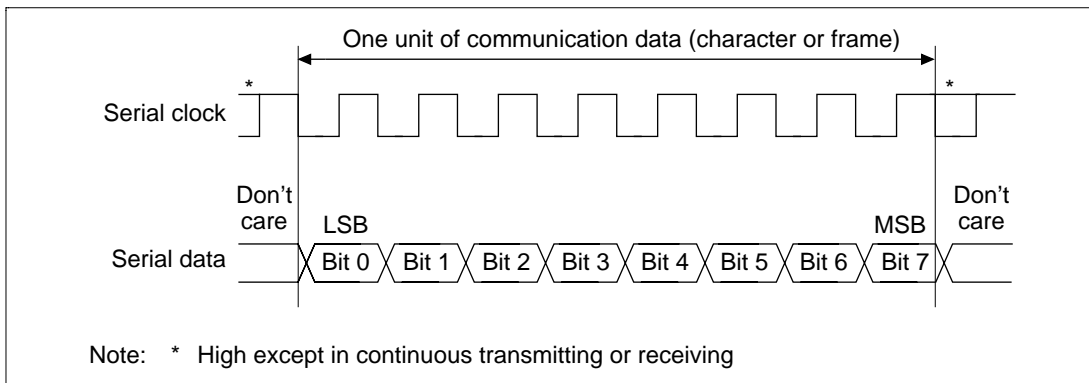 One unit of communication data (character or frame)
* *
Serial clock
Don't care Don't care
LSB MSB
Serial data Bit 0 Bit 1 Bit 2 Bit 3 Bit 4 Bit 5 Bit 6 Bit 7
Note: * High except in continuous transmitting or receiving